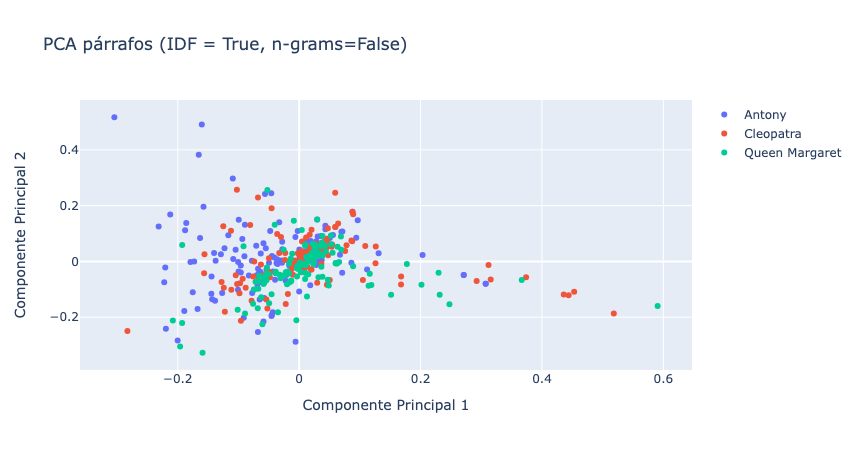 PCA párrafos (IDF = True, n-grams=False)
Antony
Cleopatra
Queen Margaret
Componente Principal 2
0.4
0.2
0
−0.2
−0.2
0
0.2
0.4
0.6
Componente Principal 1